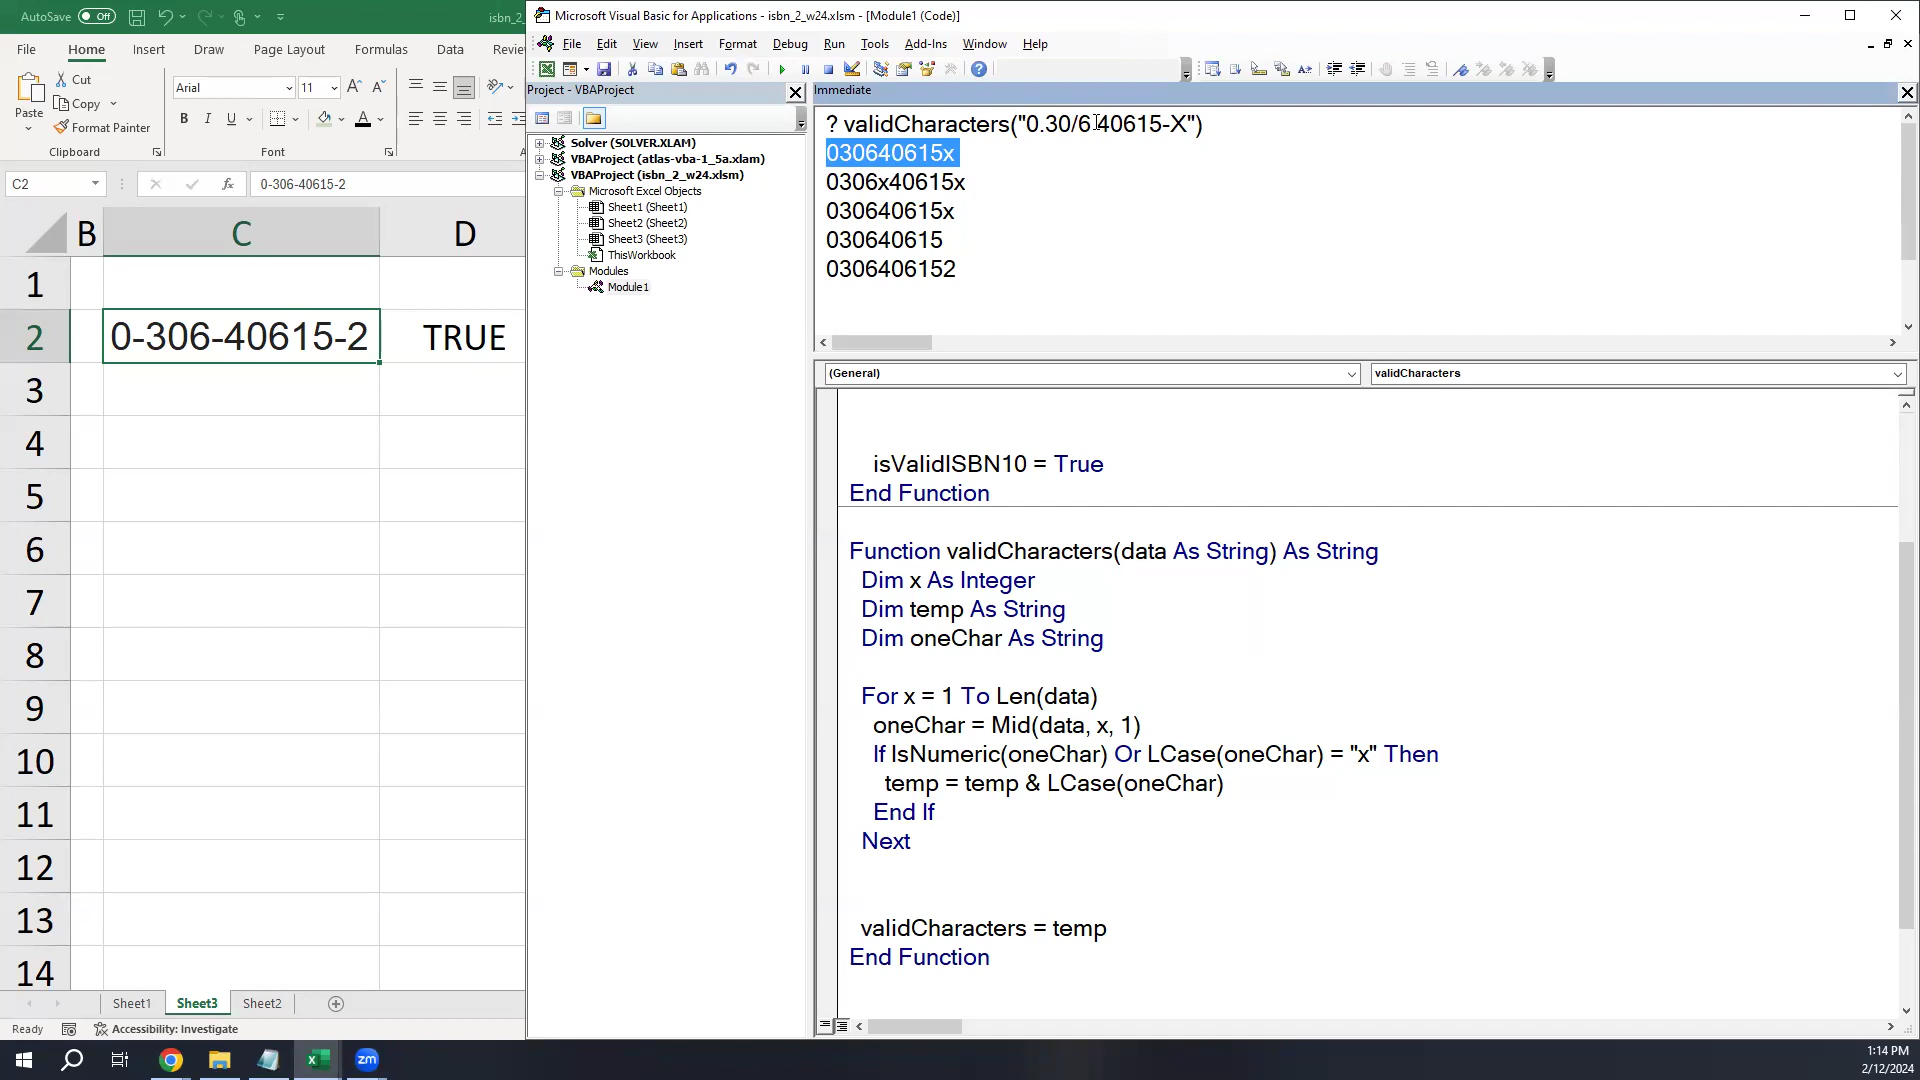 AutoSave Off
isbn_2_
File Home Insert Draw Page Layout Formulas Data Revie
Paste
Cut
Copy
Format Painter
Arial 11
B I U
Clipboard Font A
C2 fx 0-306-40615-2
B C D
1
2 0-306-40615-2 TRUE
3
4
5
6
7
8
9
10
11
12
13
14
Sheet1 Sheet3 Sheet2
Ready Accessibility: Investigate
Microsoft Visual Basic for Applications - isbn_2_w24.xlsm - [Module1 (Code)]
File Edit View Insert Format Debug Run Tools Add-Ins Window Help
Project - VBAProject
Solver (SOLVER.XLAM)
VBAProject (atlas-vba-1_5a.xlam)
VBAProject (isbn_2_w24.xlsm)
Microsoft Excel Objects
Sheet1 (Sheet1)
Sheet2 (Sheet2)
Sheet3 (Sheet3)
ThisWorkbook
Modules
Module1
Immediate
? validCharacters("0.30/6.40615-X")
030640615x
0306x40615x
030640615x
030640615
0306406152
(General) validCharacters
isValidISBN10 = True
End Function
Function validCharacters(data As String) As String
Dim x As Integer
Dim temp As String
Dim oneChar As String
For x = 1 To Len(data)
oneChar = Mid(data, x, 1)
If IsNumeric(oneChar) Or LCase(oneChar) = "x" Then
temp = temp & LCase(oneChar)
End If
Next
validCharacters = temp
End Function
zm
1:14 PM
2/12/2024